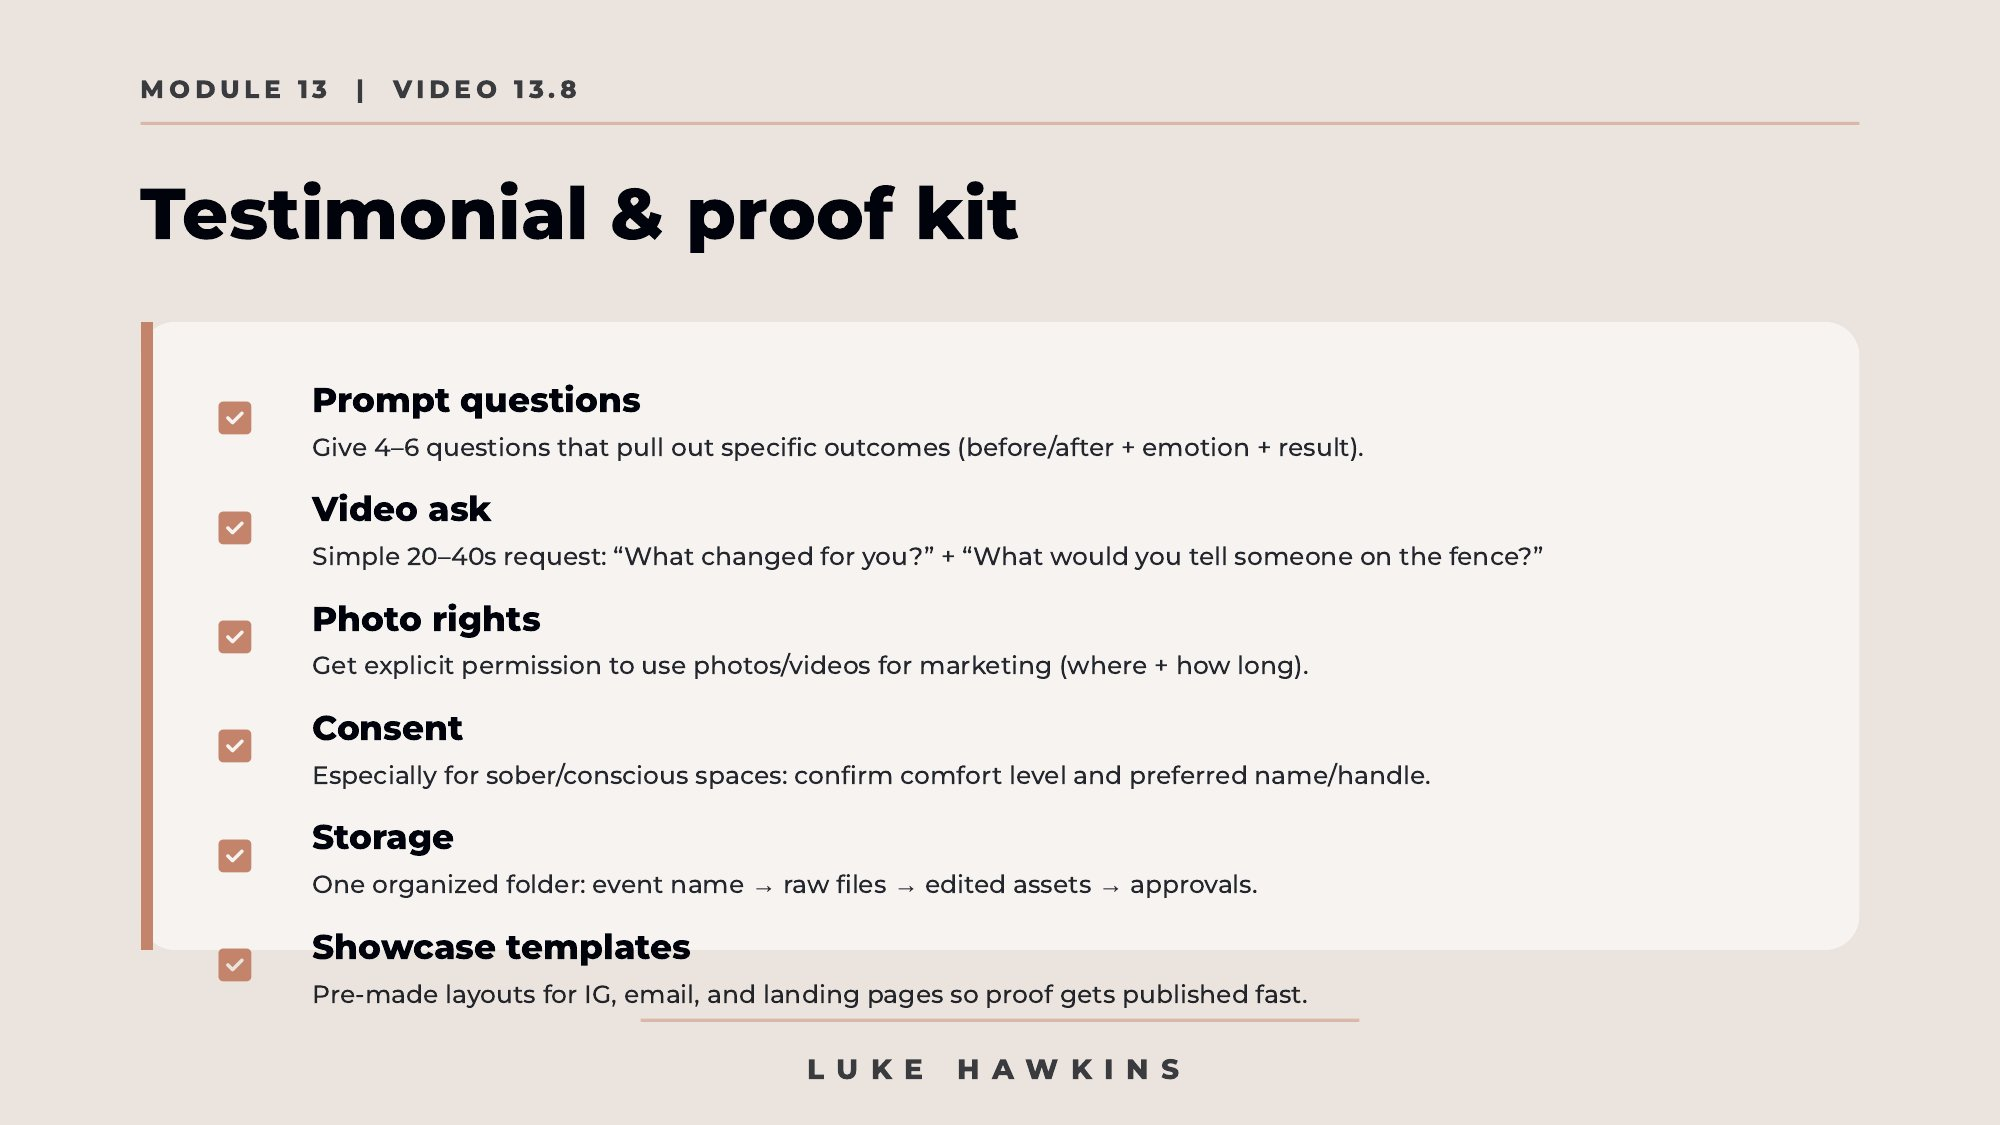 MODULE 13 | VIDEO 13.8
Testimonial & proof kit
Prompt questions
Give 4–6 questions that pull out specific outcomes (before/after + emotion + result).
Video ask
Simple 20–40s request: “What changed for you?” + “What would you tell someone on the fence?”
Photo rights
Get explicit permission to use photos/videos for marketing (where + how long).
Consent
Especially for sober/conscious spaces: confirm comfort level and preferred name/handle.
Storage
One organized folder: event name → raw files → edited assets → approvals.
Showcase templates
Pre-made layouts for IG, email, and landing pages so proof gets published fast.
LUKE HAWKINS